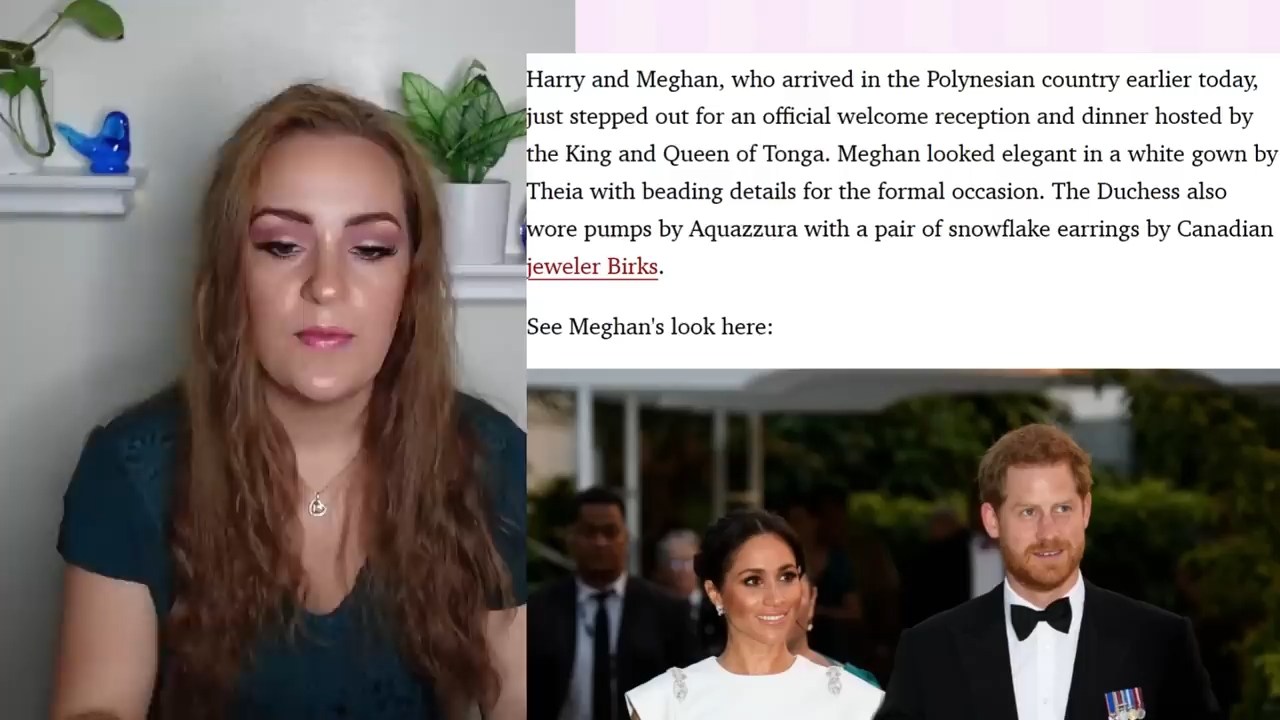 Harry and Meghan, who arrived in the Polynesian country earlier today,
just stepped out for an official welcome reception and dinner hosted by
the King and Queen of Tonga. Meghan looked elegant in a white gown by
Theia with beading details for the formal occasion. The Duchess also
wore pumps by Aquazzura with a pair of snowflake earrings by Canadian
jeweler Birks.
See Meghan's look here: